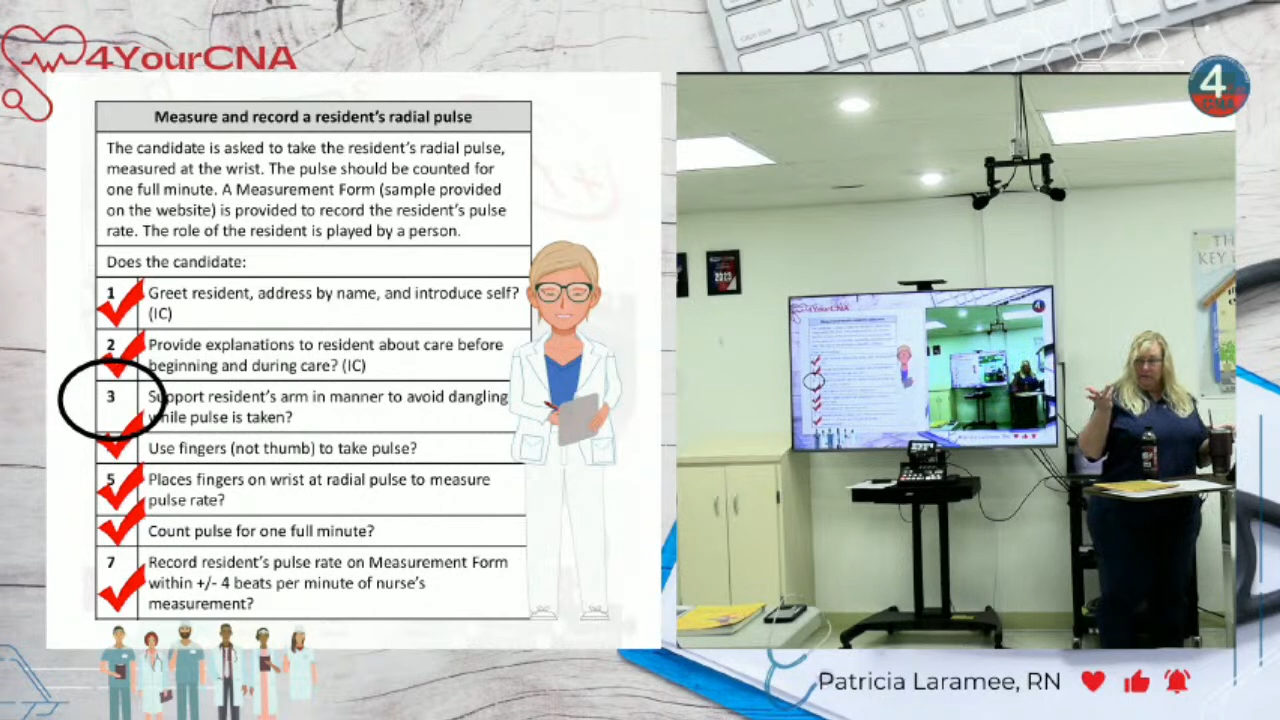 4YourCNA
4
CNA
Measure and record a resident's radial pulse
The candidate is asked to take the resident's radial pulse,
measured at the wrist. The pulse should be counted for
one full minute. A Measurement Form (sample provided
on the website) is provided to record the resident's pulse
rate. The role of the resident is played by a person.
Does the candidate:
1 Greet resident, address by name, and introduce self?
(IC)
2 Provide explanations to resident about care before
beginning and during care? (IC)
3 Support resident's arm in manner to avoid dangling
while pulse is taken?
Use fingers (not thumb) to take pulse?
5 Places fingers on wrist at radial pulse to measure
pulse rate?
Count pulse for one full minute?
7 Record resident's pulse rate on Measurement Form
within +/- 4 beats per minute of nurse's
measurement?
2023
TH
KEY
4YourCNA
Patricia Laramee, RN